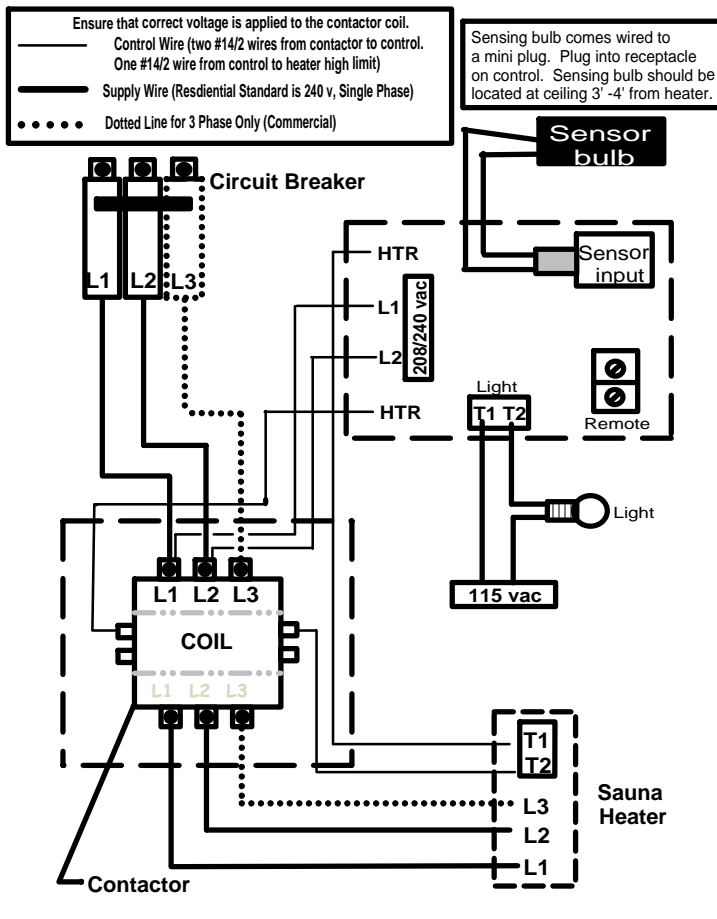 Ensure that correct voltage is applied to the contactor coil.
Control Wire (two #14/2 wires from contactor to control.
One #14/2 wire from control to heater high limit)
Supply Wire (Resdiential Standard is 240 v, Single Phase)
Dotted Line for 3 Phase Only (Commercial)
Sensing bulb comes wired to
a mini plug. Plug into receptacle
on control. Sensing bulb should be
located at ceiling 3' -4' from heater.
Sensor
bulb
Circuit Breaker
L1 L2 L3
HTR
L1
L2
HTR
208/240 vac
Sensor
input
Light
T1 T2
Remote
Light
115 vac
L1 L2 L3
COIL
L1 L2 L3
T1
T2
L3
L2
L1
Sauna
Heater
Contactor